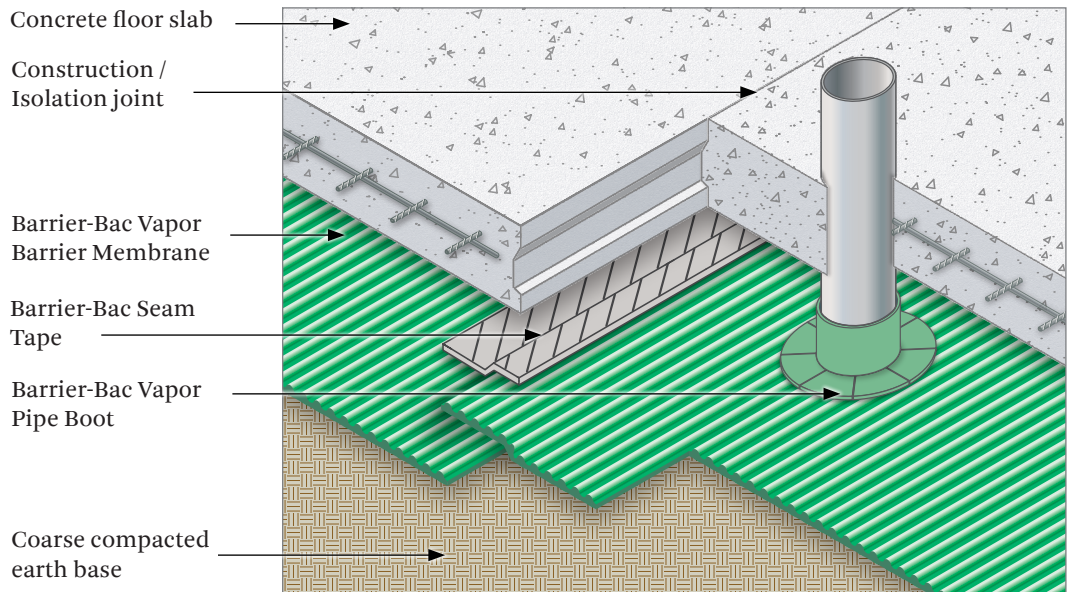 Concrete floor slab
Construction /
Isolation joint
Barrier-Bac Vapor
Barrier Membrane
Barrier-Bac Seam
Tape
Barrier-Bac Vapor
Pipe Boot
Coarse compacted
earth base